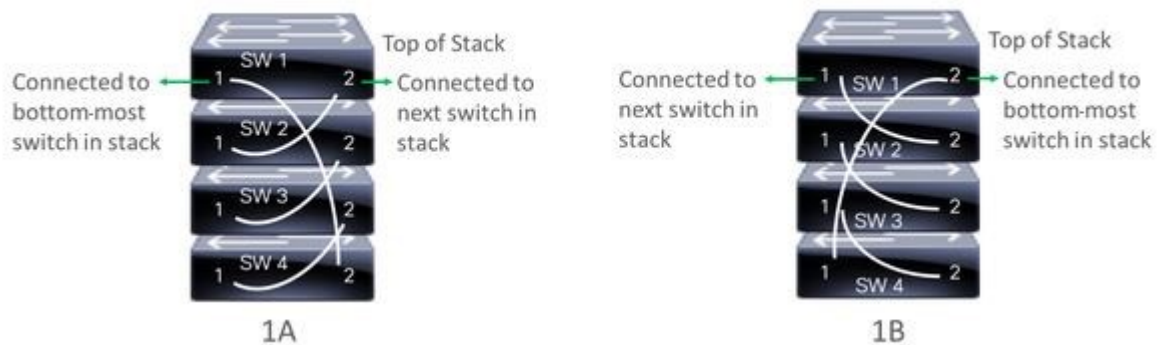 Top of Stack
SW 1
Connected to
bottom-most
switch in stack
1
2
Connected to
next switch in
stack
SW 2
1
2
SW 3
1
2
SW 4
1
2
1A
Top of Stack
Connected to
next switch in
stack
1
SW 1
2
Connected to
bottom-most
switch in stack
1
SW 2
2
1
SW 3
2
1
SW 4
2
1B